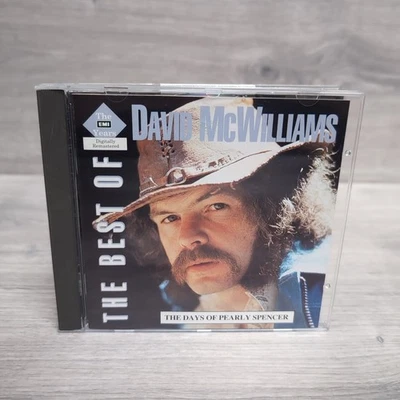 The
EMI
Years
Digitally
Remastered
THE BEST OF
DAVID MCWILLIAMS
THE DAYS OF PEARLY SPENCER